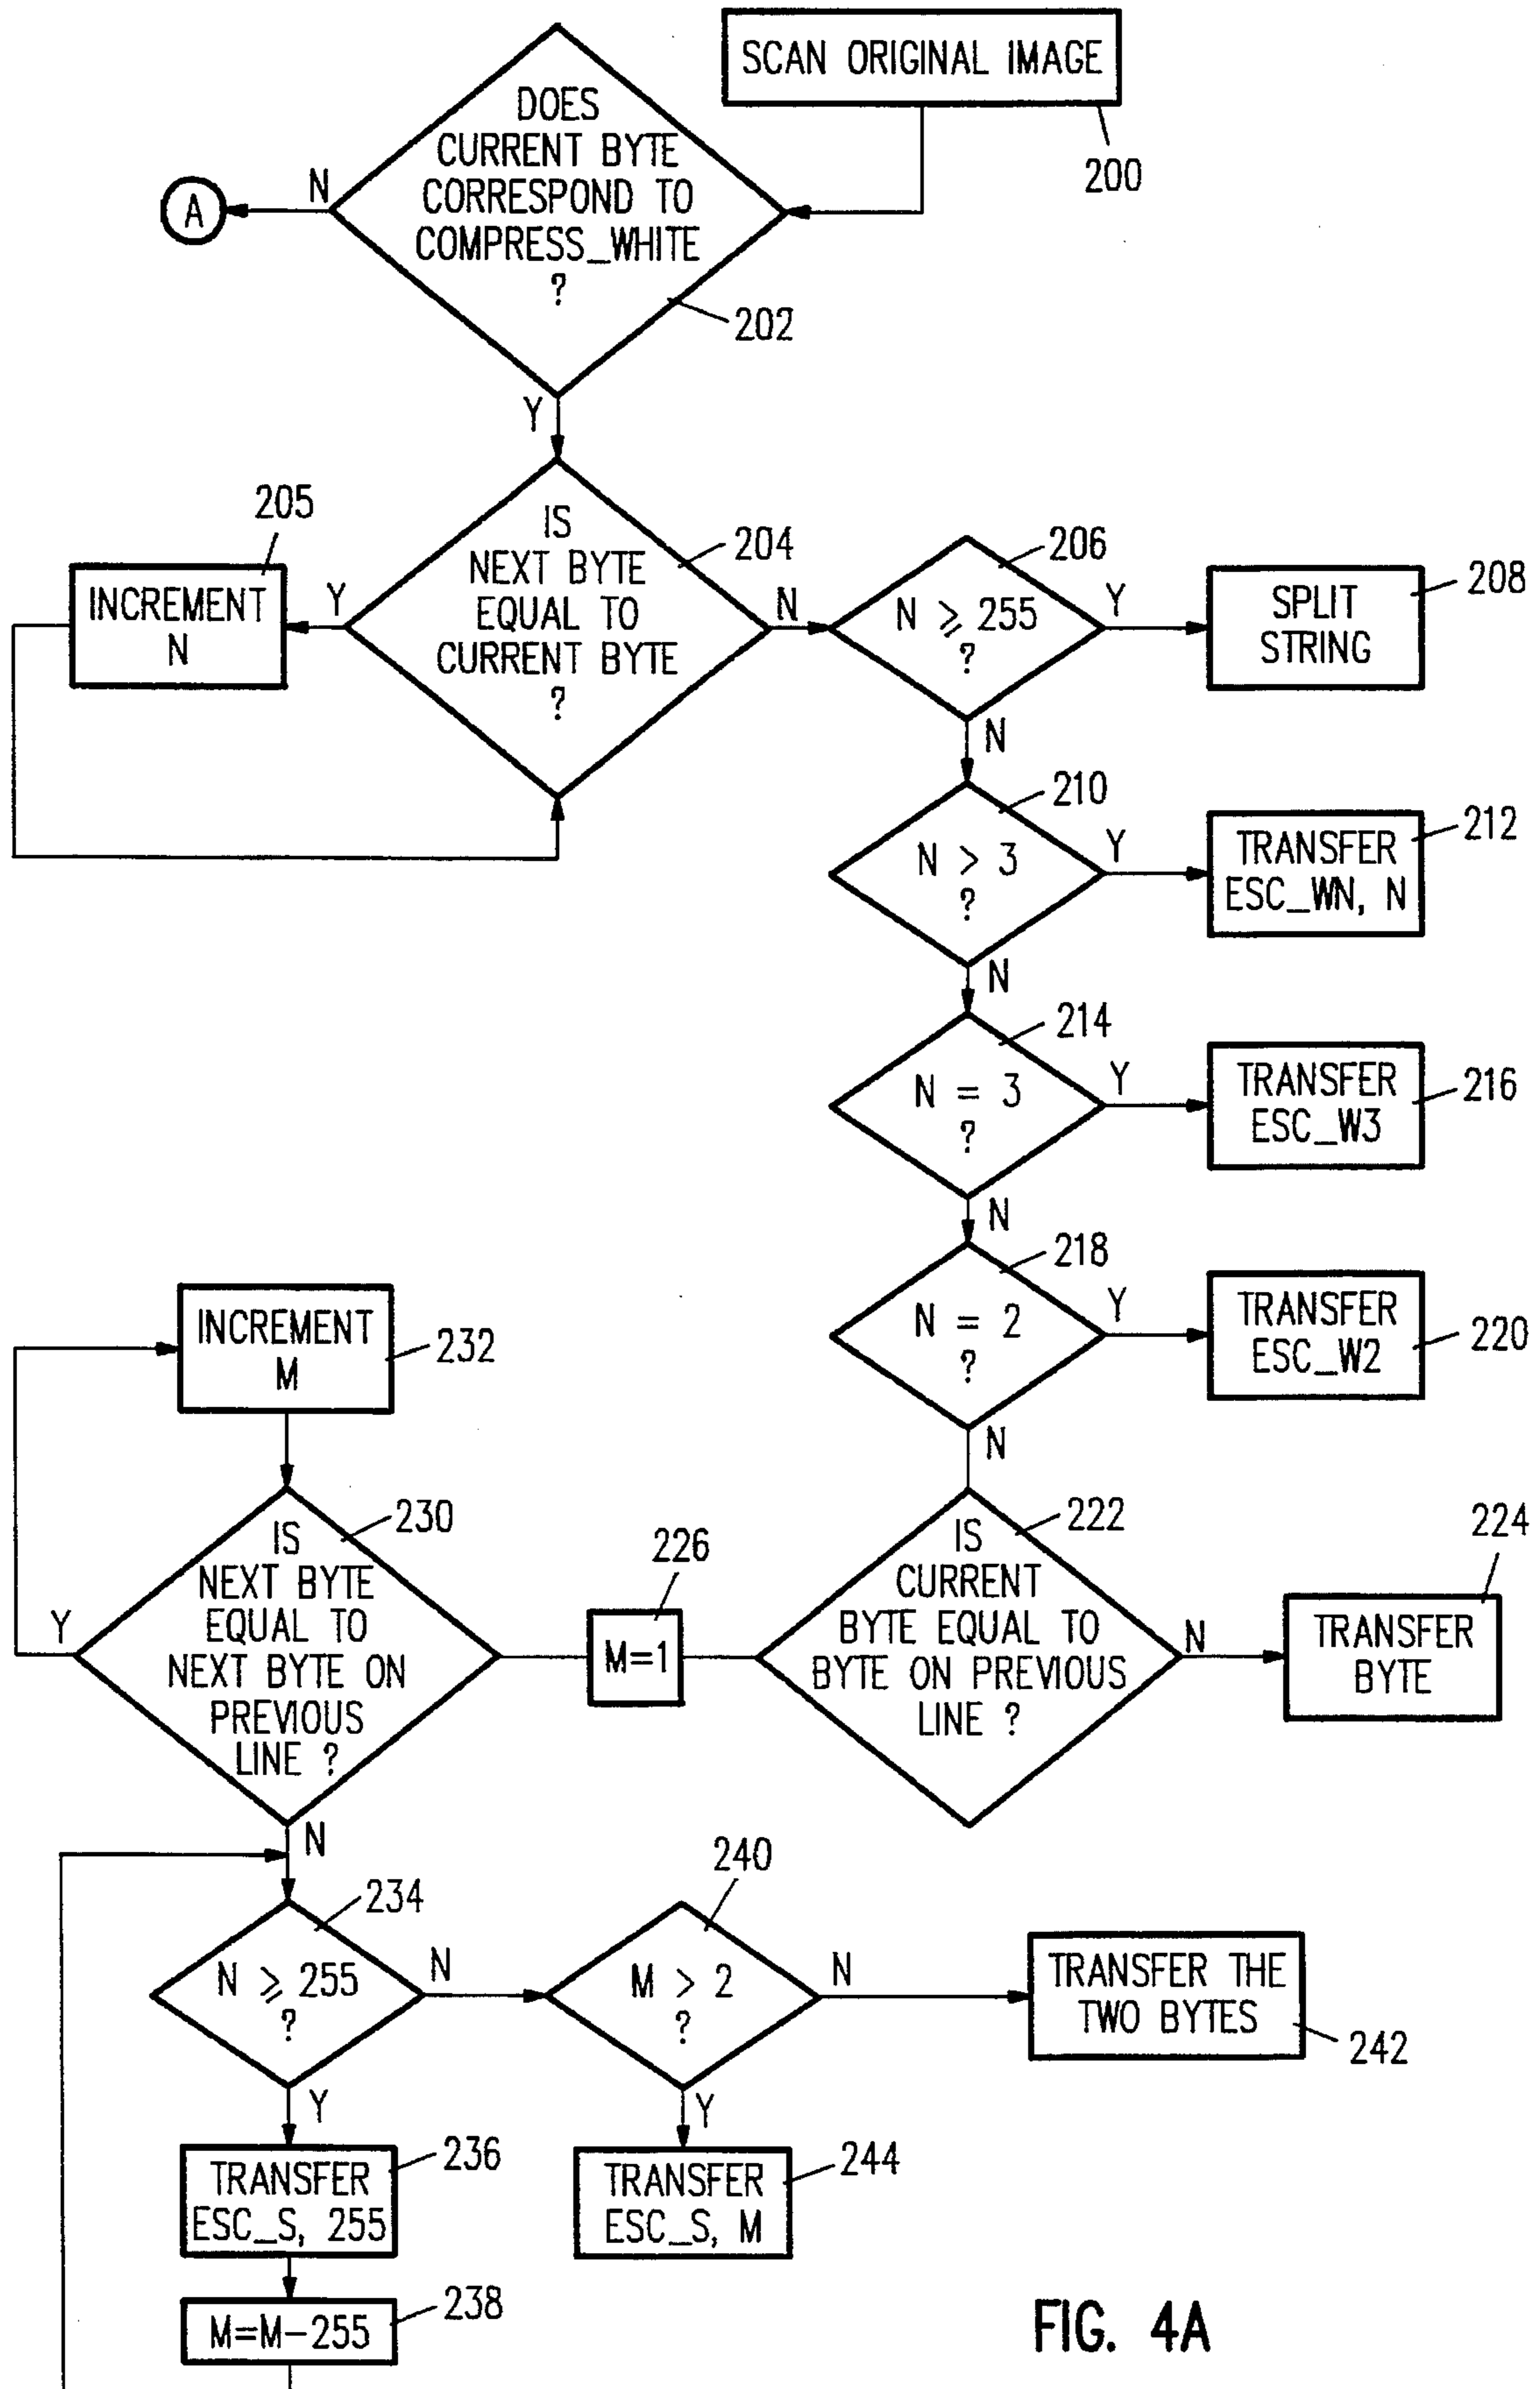 SCAN ORIGINAL IMAGE
200
DOES
CURRENT BYTE
CORRESPOND TO
COMPRESS_WHITE
?
202
N
A
Y
IS
NEXT BYTE
EQUAL TO
CURRENT BYTE
?
204
Y
205
INCREMENT
N
N
206
N ⩾ 255
?
Y
208
SPLIT
STRING
N
210
N > 3
?
Y
212
TRANSFER
ESC_WN, N
N
214
N = 3
?
Y
216
TRANSFER
ESC_W3
N
218
N = 2
?
Y
220
TRANSFER
ESC_W2
N
222
IS
CURRENT
BYTE EQUAL TO
BYTE ON PREVIOUS
LINE ?
N
224
TRANSFER
BYTE
226
M=1
INCREMENT
M
232
230
IS
NEXT BYTE
EQUAL TO
NEXT BYTE ON
PREVIOUS
LINE ?
Y
N
234
N ⩾ 255
?
N
240
M > 2
?
N
TRANSFER THE
TWO BYTES
242
Y
236
TRANSFER
ESC_S, 255
Y
244
TRANSFER
ESC_S, M
238
M=M-255
FIG. 4A